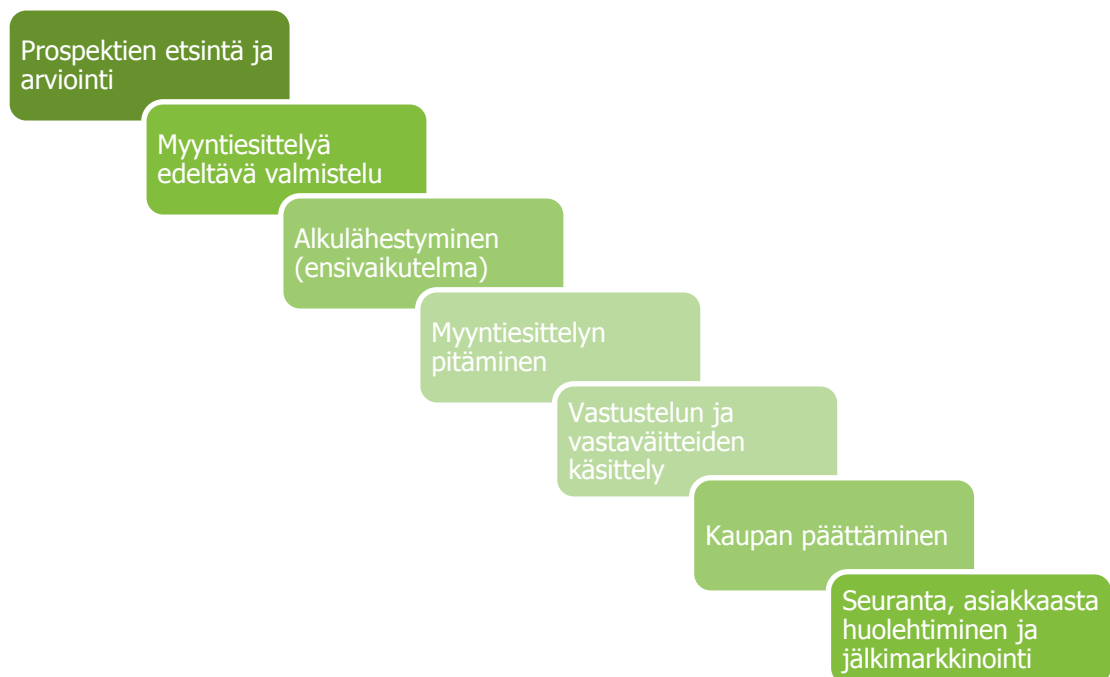 Prospektien etsintä ja
arviointi
Myyntiesittelyä
edeltävä valmistelu
Alkulähestyminen
(ensivaikutelma)
Myyntiesittelyn
pitäminen
Vastustelun ja
vastaväitteiden
käsittely
Kaupan päättäminen
Seuranta, asiakkaasta
huolehtiminen ja
jälkimarkkinointi